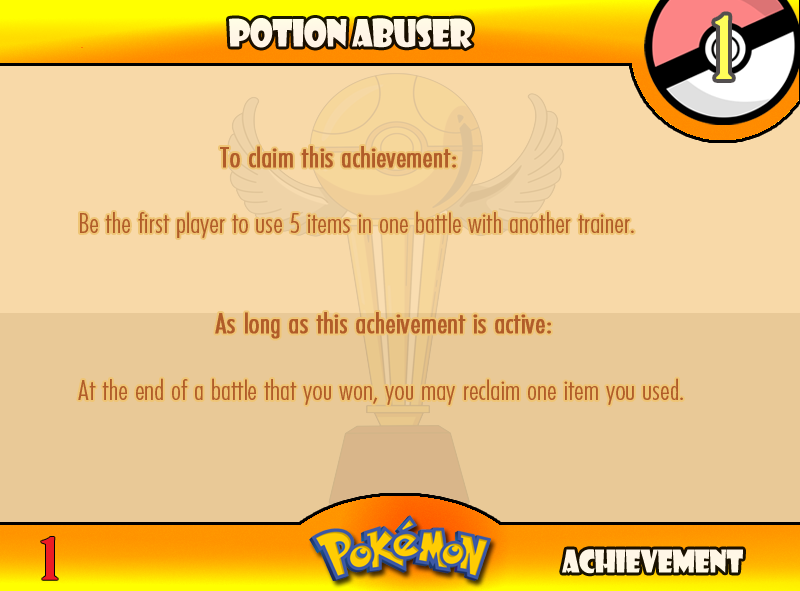 POTION ABUSER
1
To claim this achievement:
Be the first player to use 5 items in one battle with another trainer.
As long as this acheivement is active:
At the end of a battle that you won, you may reclaim one item you used.
1
POKéMON
ACHIEVEMENT